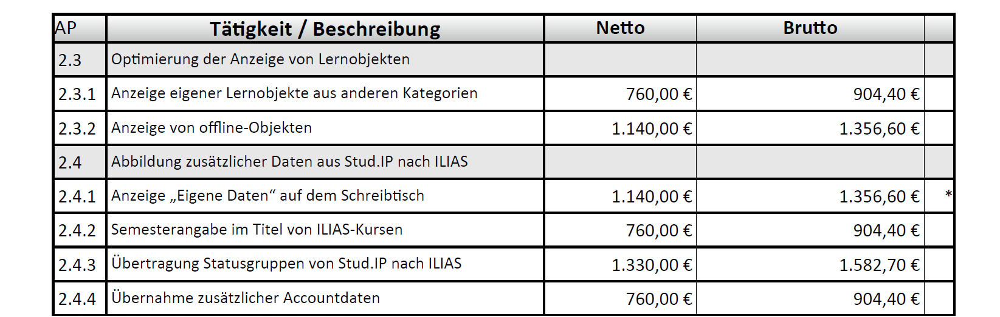 AP Tätigkeit / Beschreibung Netto Brutto
2.3 Optimierung der Anzeige von Lernobjekten
2.3.1 Anzeige eigener Lernobjekte aus anderen Kategorien 760,00 € 904,40 €
2.3.2 Anzeige von offline-Objekten 1.140,00 € 1.356,60 €
2.4 Abbildung zusätzlicher Daten aus Stud.IP nach ILIAS
2.4.1 Anzeige „Eigene Daten“ auf dem Schreibtisch 1.140,00 € 1.356,60 € *
2.4.2 Semesterangabe im Titel von ILIAS-Kursen 760,00 € 904,40 €
2.4.3 Übertragung Statusgruppen von Stud.IP nach ILIAS 1.330,00 € 1.582,70 €
2.4.4 Übernahme zusätzlicher Accountdaten 760,00 € 904,40 €